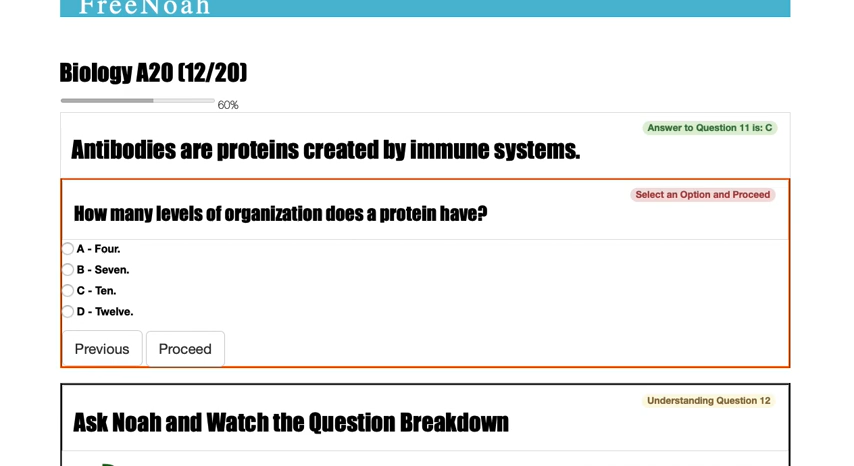 FreeNoah
Biology A20 (12/20)
60%
Answer to Question 11 is: C
Antibodies are proteins created by immune systems.
Select an Option and Proceed
How many levels of organization does a protein have?
A - Four.
B - Seven.
C - Ten.
D - Twelve.
Previous Proceed
Understanding Question 12
Ask Noah and Watch the Question Breakdown